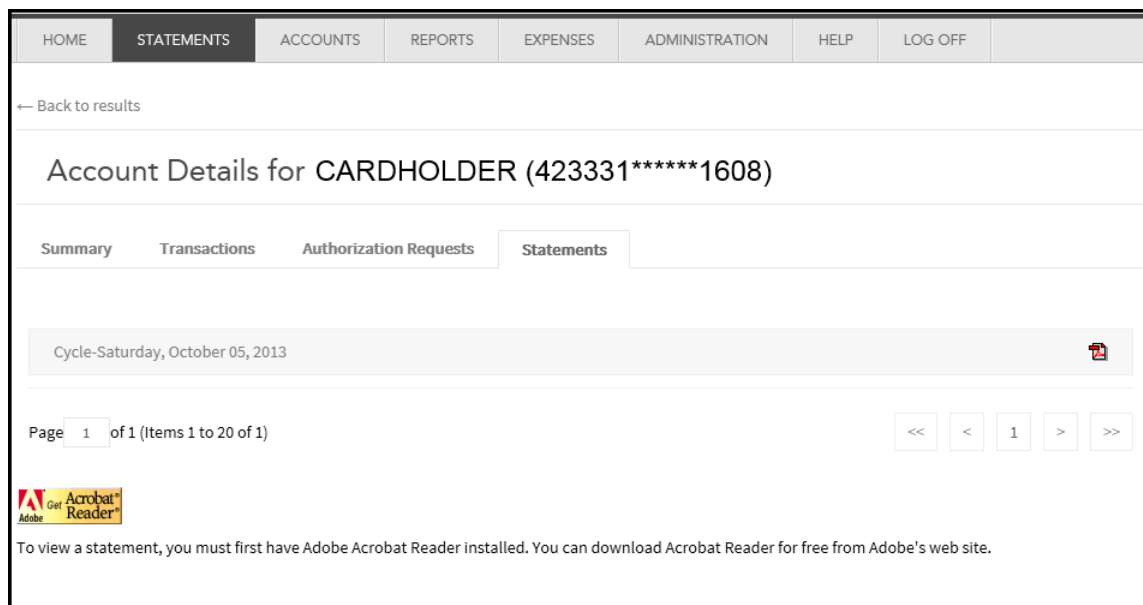 HOME STATEMENTS ACCOUNTS REPORTS EXPENSES ADMINISTRATION HELP LOG OFF
← Back to results
Account Details for CARDHOLDER (423331******1608)
Summary Transactions Authorization Requests Statements
Cycle-Saturday, October 05, 2013
Page 1 of 1 (Items 1 to 20 of 1) << < 1 > >>
Adobe Get Acrobat® Reader®
To view a statement, you must first have Adobe Acrobat Reader installed. You can download Acrobat Reader for free from Adobe's web site.